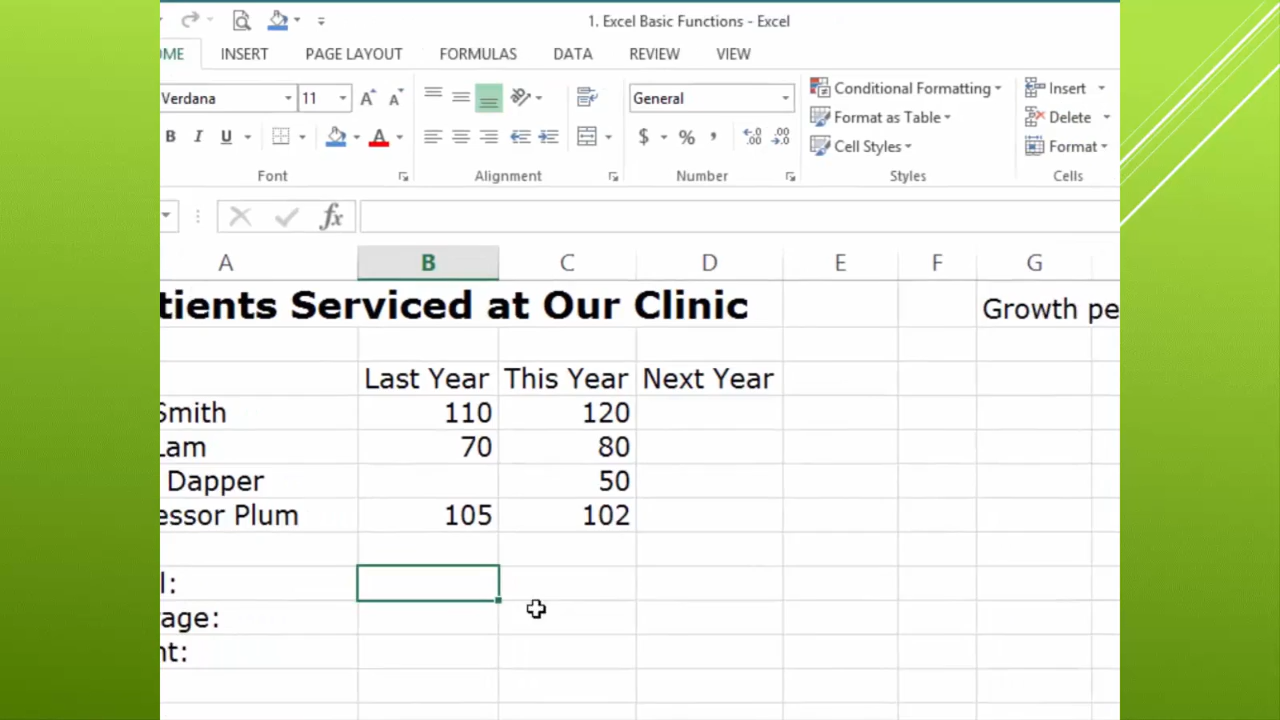 1. Excel Basic Functions - Excel
OME INSERT PAGE LAYOUT FORMULAS DATA REVIEW VIEW
Verdana 11 A A General Conditional Formatting Insert
Format as Table Delete
B I U A $ % , .00 .00 Cell Styles Format
Font Alignment Number Styles Cells
fx
A B C D E F G
tients Serviced at Our Clinic Growth pe
Last Year This Year Next Year
Smith 110 120
Lam 70 80
Dapper 50
essor Plum 105 102
l:
age:
nt: